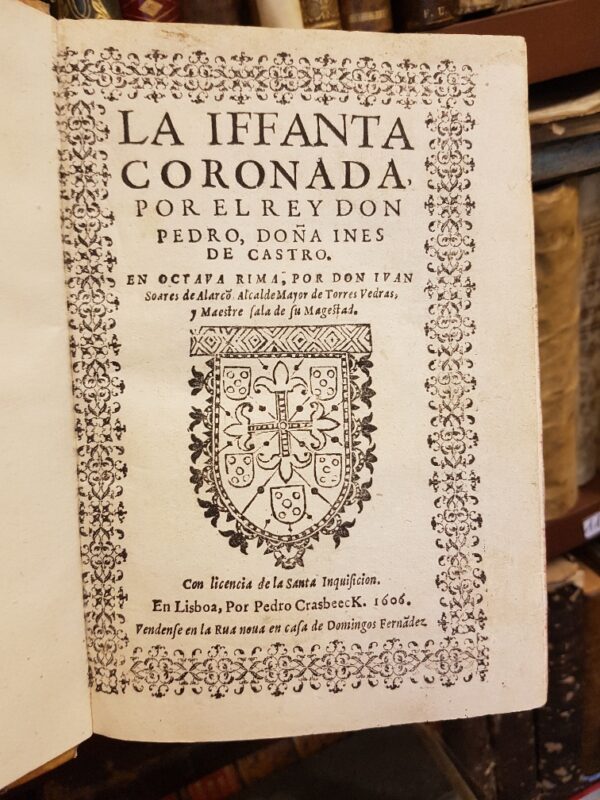 LA IFFANTA
CORONADA,
POR EL REY DON
PEDRO, DOÑA INES
DE CASTRO.
EN OCTAVA RIMA, POR DON IVAN
Soares de Alarcõ, Alcalde Mayor de Torres Vedras,
y Maestre sala de su Magestad.
Con licencia de la Santa Inquisicion.
En Lisboa, Por Pedro CrasbeecK. 1606.
Vendense en la Rua noua en casa de Domingos Fernãdez